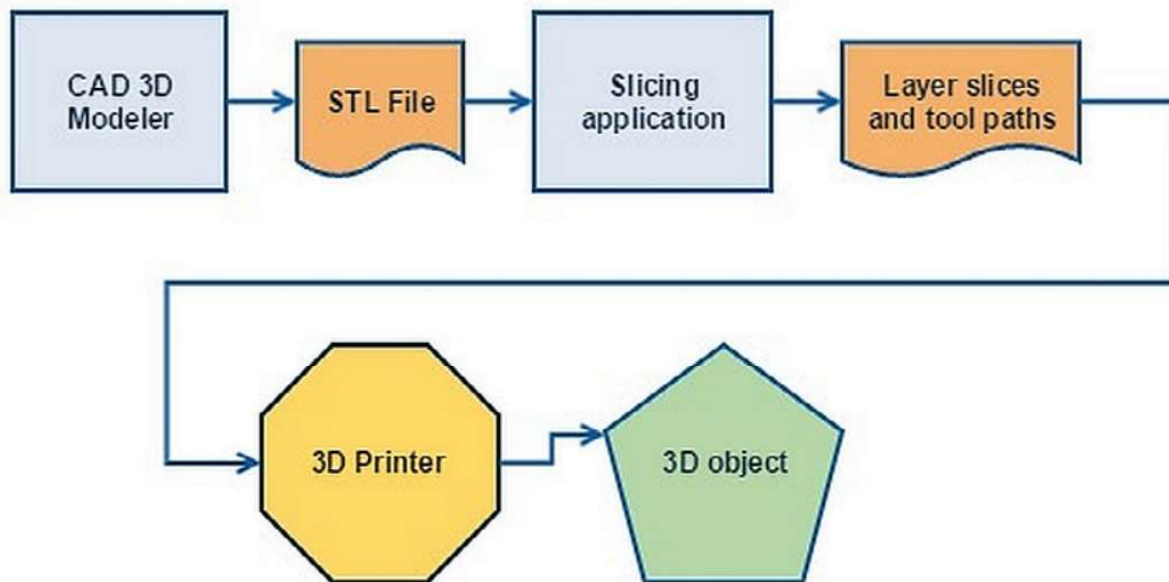 CAD 3D
Modeler
STL File
Slicing
application
Layer slices
and tool paths
3D Printer
3D object